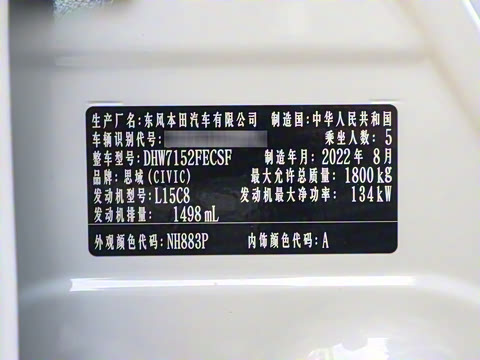 生产厂名：东风本田汽车有限公司 制造国：中华人民共和国
车辆识别代号： 乘坐人数：5
整车型号：DHW7152FECSF 制造年月：2022年8月
品牌：思域(CIVIC) 最大允许总质量：1800kg
发动机型号：L15C8 发动机最大净功率：134kW
发动机排量：1498mL
外观颜色代码：NH883P 内饰颜色代码：A